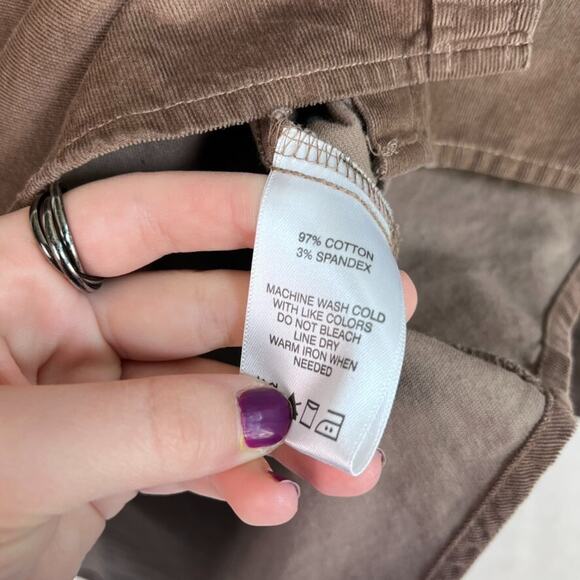 97% COTTON
3% SPANDEX
MACHINE WASH COLD
WITH LIKE COLORS
DO NOT BLEACH
LINE DRY
WARM IRON WHEN
NEEDED